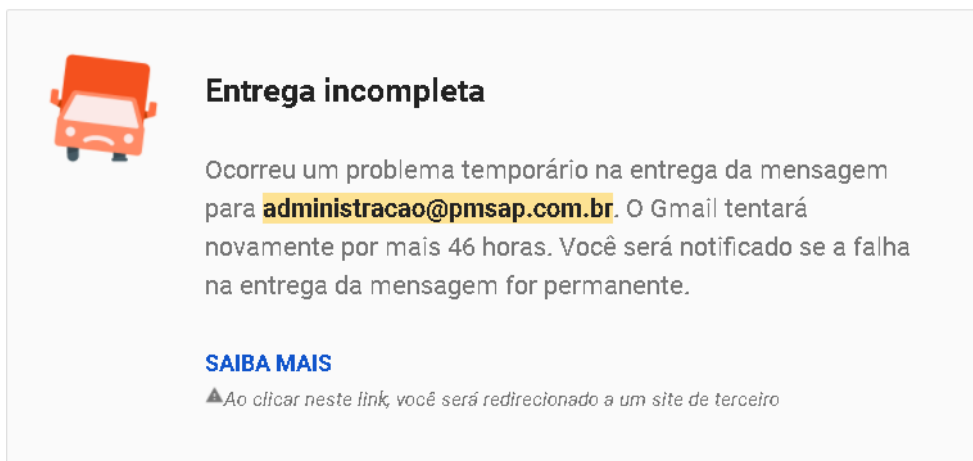 Entrega incompleta
Ocorreu um problema temporário na entrega da mensagem
para administracao@pmsap.com.br. O Gmail tentará
novamente por mais 46 horas. Você será notificado se a falha
na entrega da mensagem for permanente.
SAIBA MAIS
Ao clicar neste link, você será redirecionado a um site de terceiro